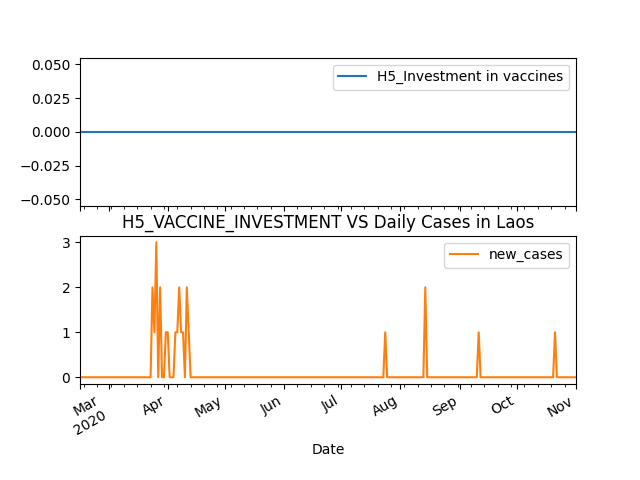 0.050
0.025
0.000
−0.025
−0.050
H5_Investment in vaccines
H5_VACCINE_INVESTMENT VS Daily Cases in Laos
3
2
1
0
new_cases
Mar
2020
Apr
May
Jun
Jul
Aug
Sep
Oct
Nov
Date